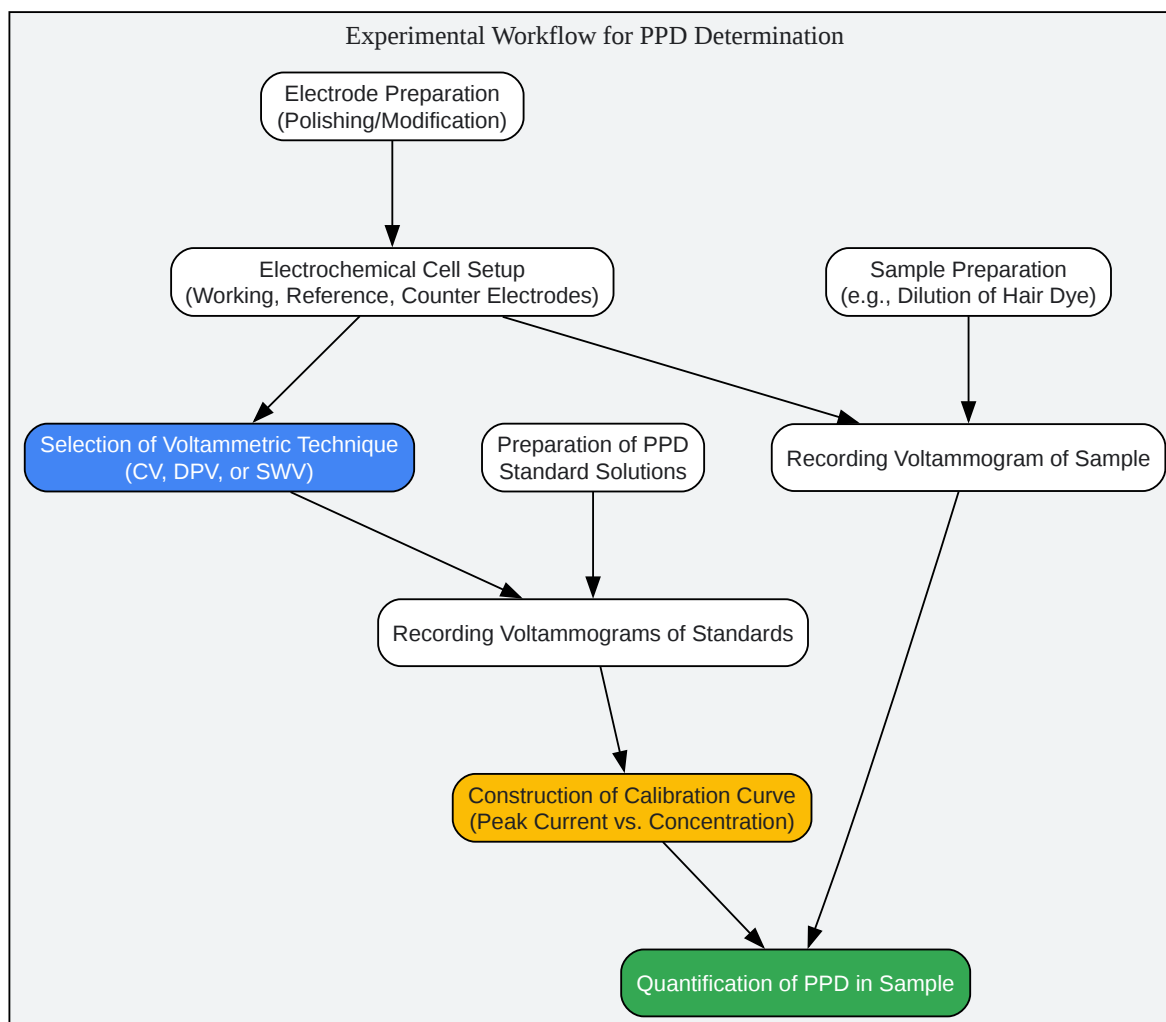 Experimental Workflow for PPD Determination
Electrode Preparation
(Polishing/Modification)
Electrochemical Cell Setup
(Working, Reference, Counter Electrodes)
Sample Preparation
(e.g., Dilution of Hair Dye)
Selection of Voltammetric Technique
(CV, DPV, or SWV)
Preparation of PPD
Standard Solutions
Recording Voltammogram of Sample
Recording Voltammograms of Standards
Construction of Calibration Curve
(Peak Current vs. Concentration)
Quantification of PPD in Sample